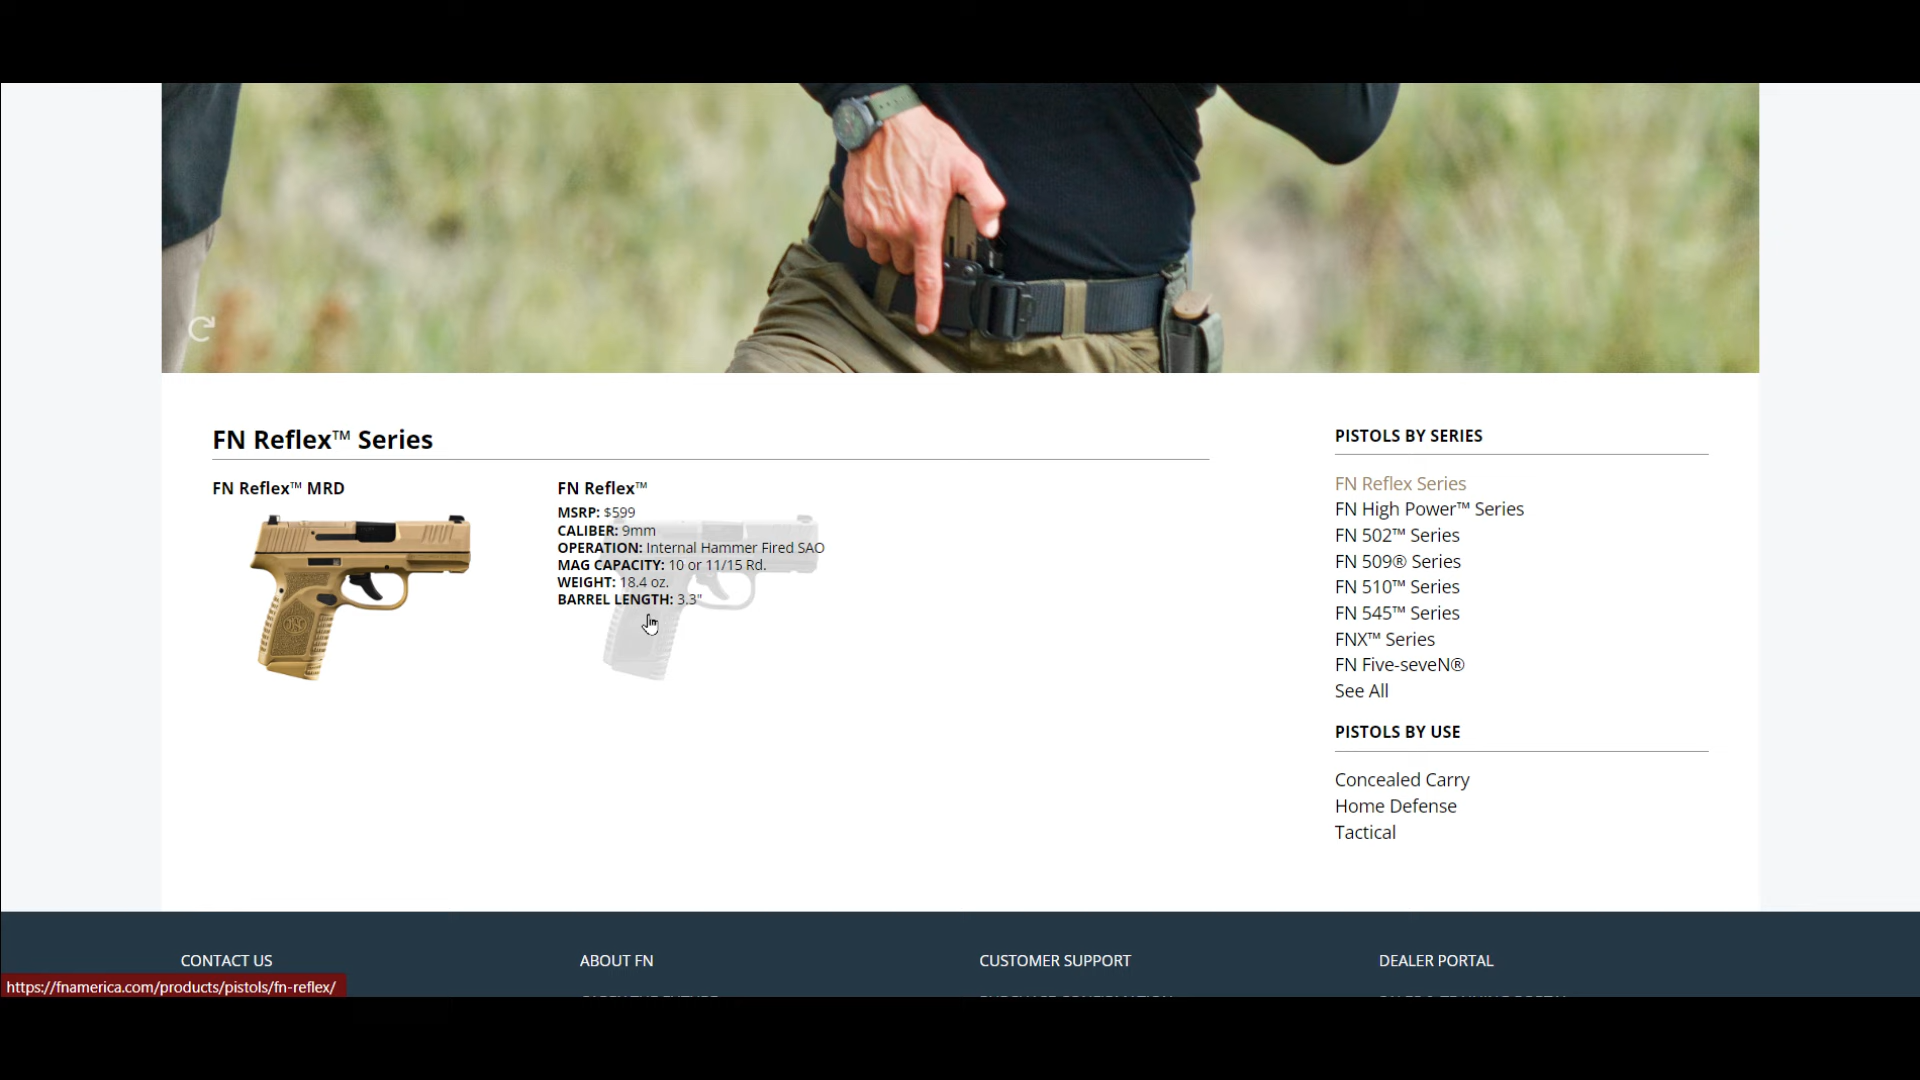 FN Reflex™ Series
FN Reflex™ MRD
FN Reflex™
MSRP: $599
CALIBER: 9mm
OPERATION: Internal Hammer Fired SAO
MAG CAPACITY: 10 or 11/15 Rd.
WEIGHT: 18.4 oz.
BARREL LENGTH: 3.3"
PISTOLS BY SERIES
FN Reflex Series
FN High Power™ Series
FN 502™ Series
FN 509® Series
FN 510™ Series
FN 545™ Series
FNX™ Series
FN Five-seveN®
See All
PISTOLS BY USE
Concealed Carry
Home Defense
Tactical
CONTACT US
ABOUT FN
CUSTOMER SUPPORT
DEALER PORTAL
https://fnamerica.com/products/pistols/fn-reflex/